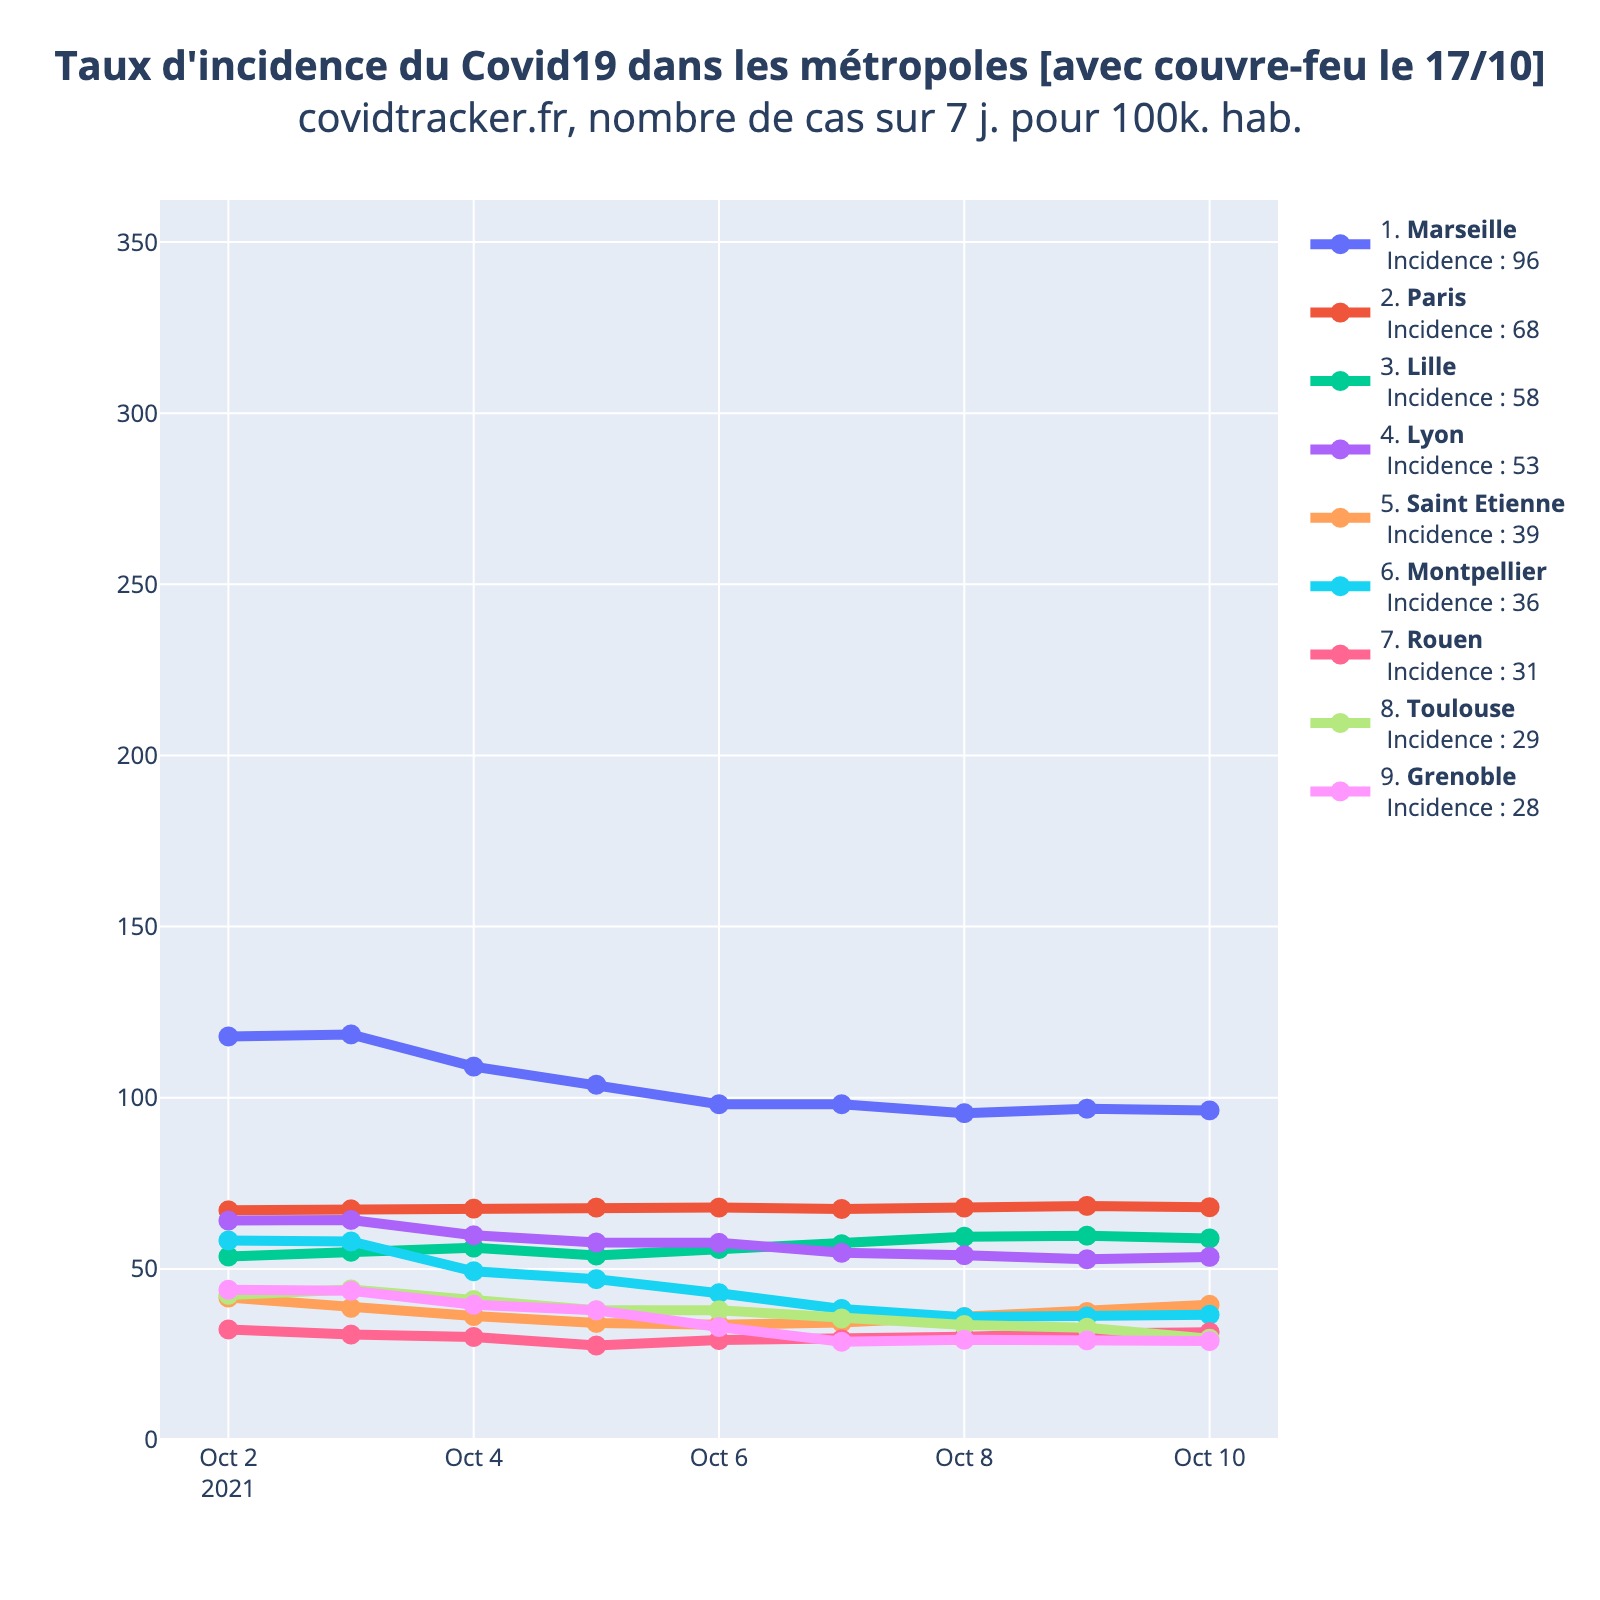 Taux d'incidence du Covid19 dans les métropoles [avec couvre-feu le 17/10]
covidtracker.fr, nombre de cas sur 7 j. pour 100k. hab.
350
300
250
200
150
100
50
0
Oct 2
2021
Oct 4
Oct 6
Oct 8
Oct 10
1. Marseille
Incidence : 96
2. Paris
Incidence : 68
3. Lille
Incidence : 58
4. Lyon
Incidence : 53
5. Saint Etienne
Incidence : 39
6. Montpellier
Incidence : 36
7. Rouen
Incidence : 31
8. Toulouse
Incidence : 29
9. Grenoble
Incidence : 28